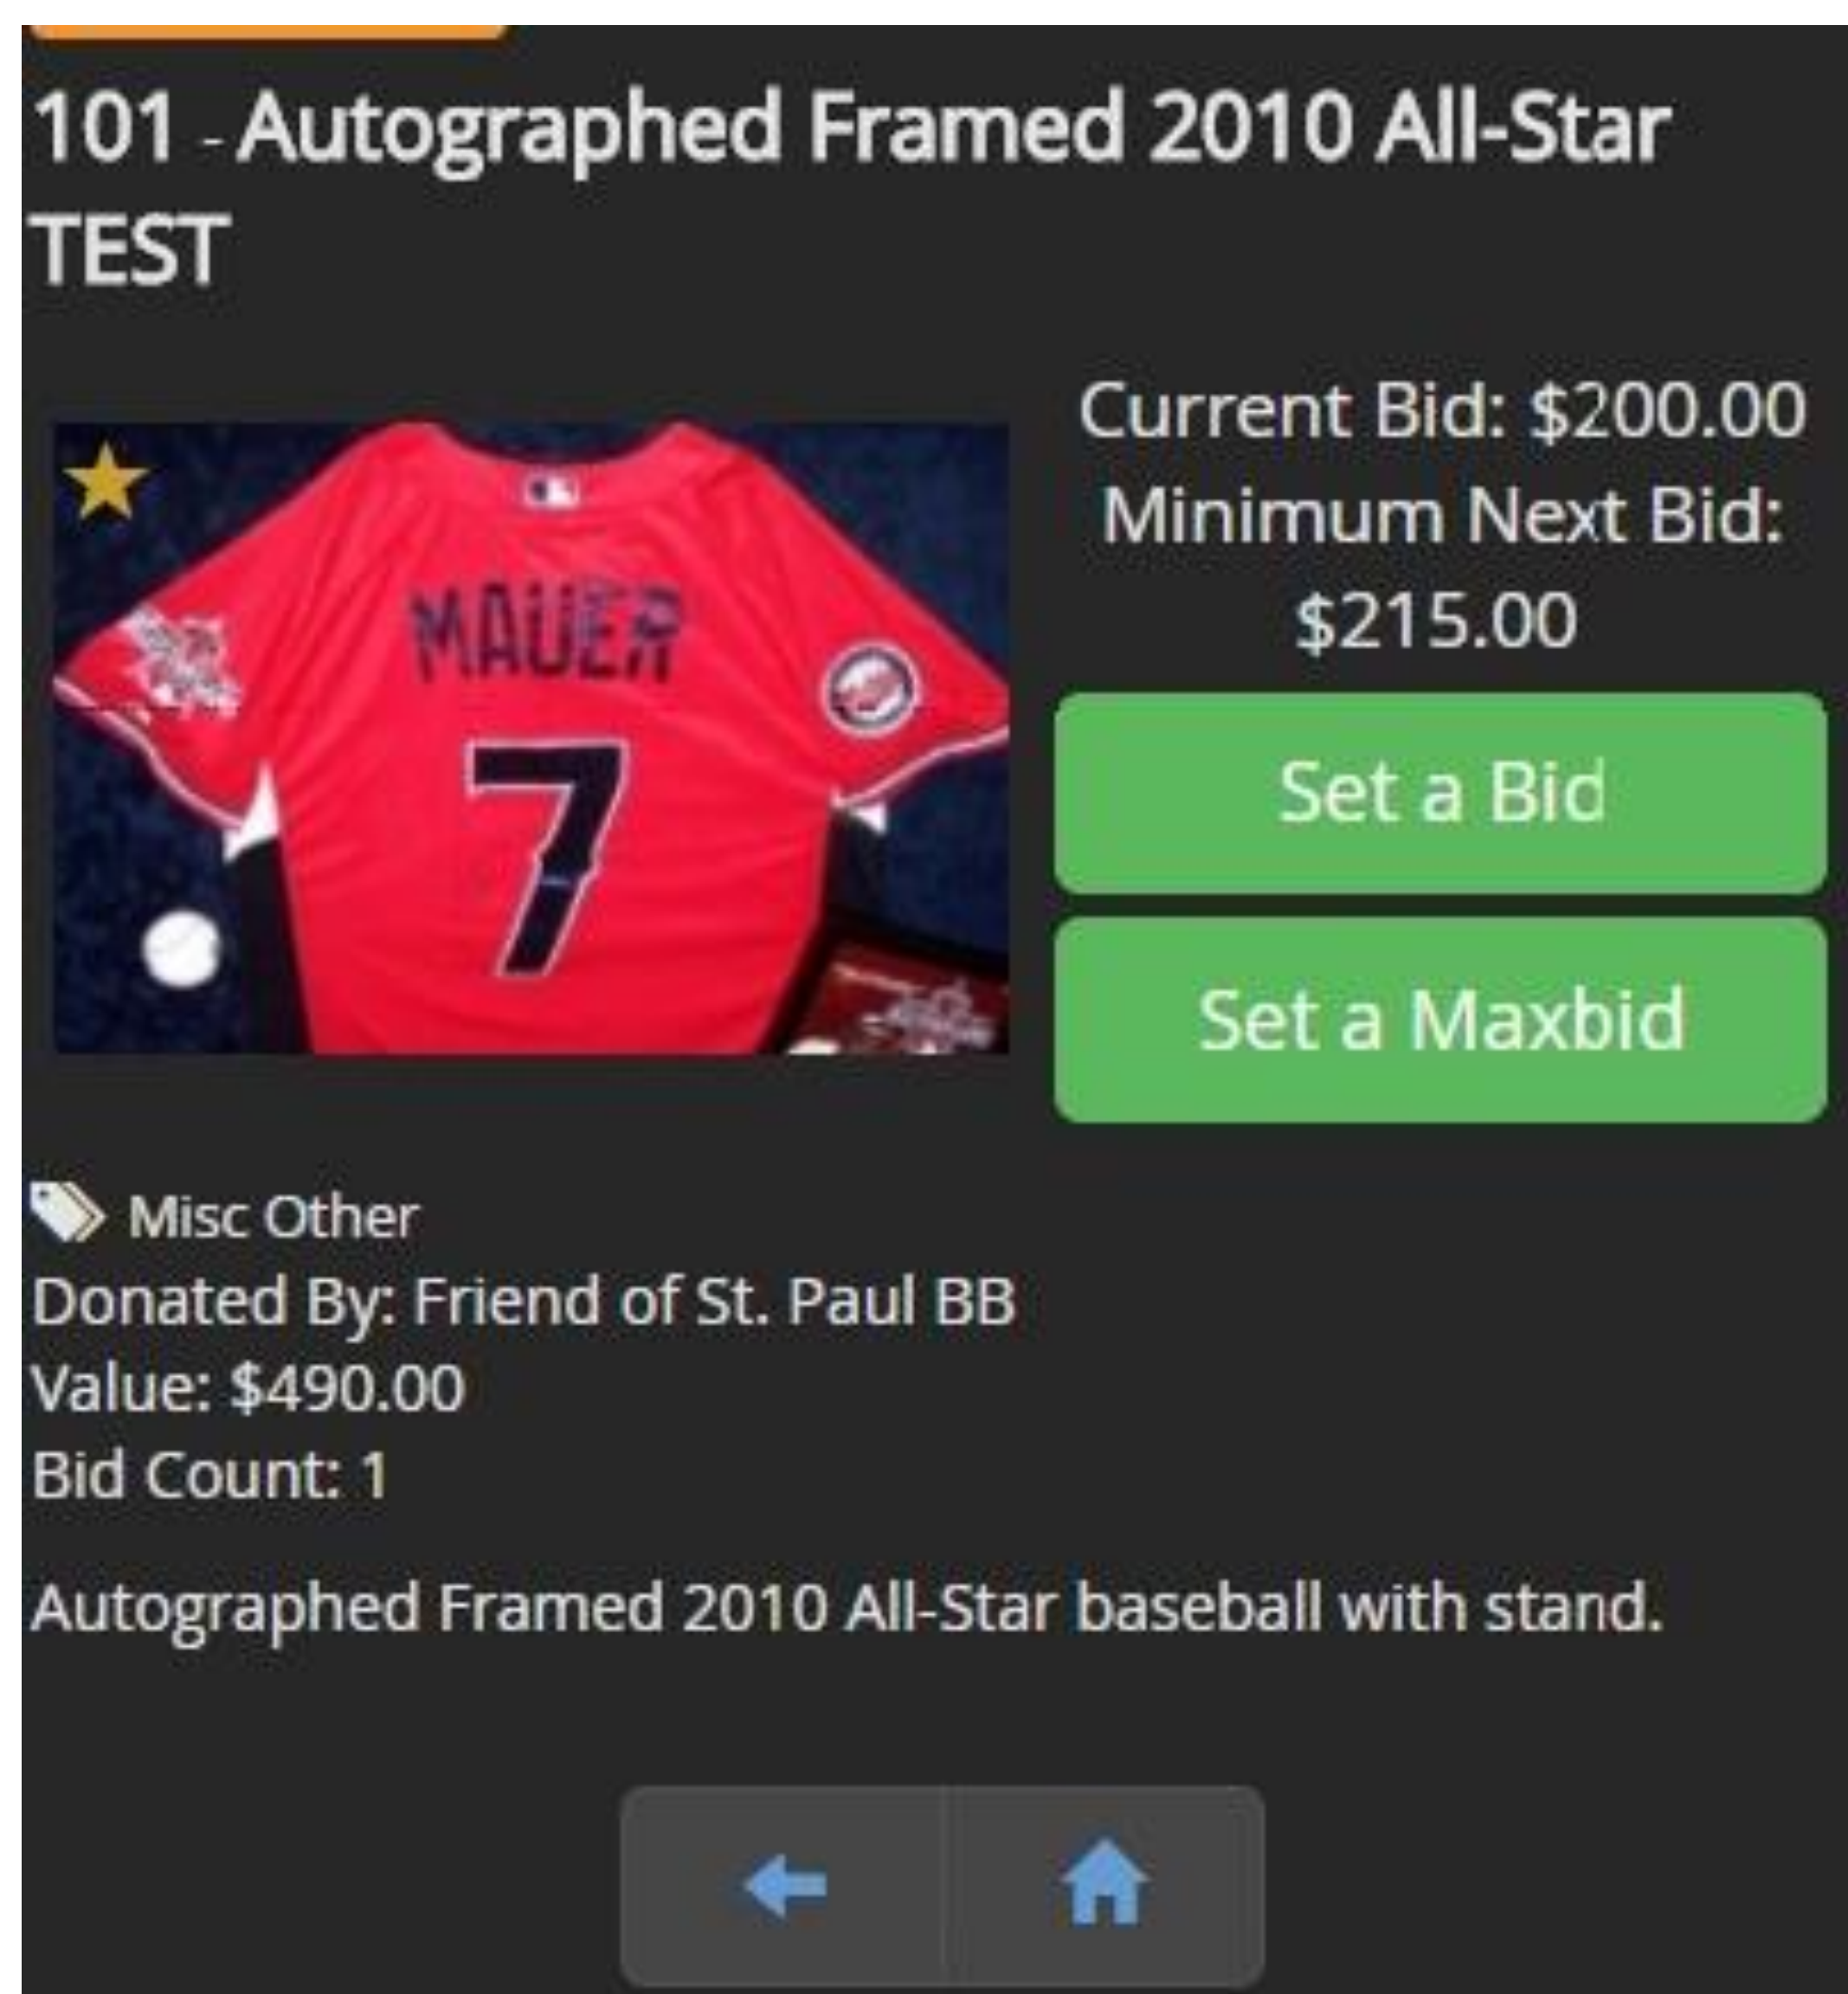 101 - Autographed Framed 2010 All-Star
TEST
Current Bid: $200.00
Minimum Next Bid:
$215.00
MAUER
7
Set a Bid
Set a Maxbid
Misc Other
Donated By: Friend of St. Paul BB
Value: $490.00
Bid Count: 1
Autographed Framed 2010 All-Star baseball with stand.